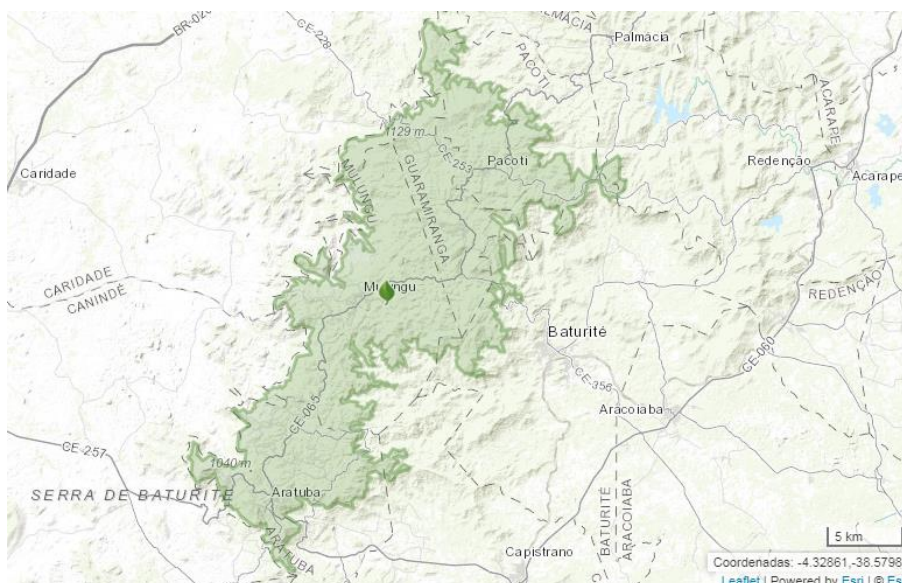 BR-020
CE-228
PALMÁCIA
Palmácia
PACOTI
1129 m
CE-253
Pacoti
ACARAPE
Redenção
Acarape
Caridade
MULUNGU
GUARAMIRANGA
CARIDADE
CANINDÉ
REDENÇÃO
Baturité
CE-060
CE-356
Aracoiaba
CE-065
CE-257
1040 m
SERRA DE BATURITÉ
Aratuba
ARATUBA
BATURITÉ
ARACOIABA
5 km
Capistrano
Coordenadas: -4.32861,-38.5798
Leaflet | Powered by Esri | © Es